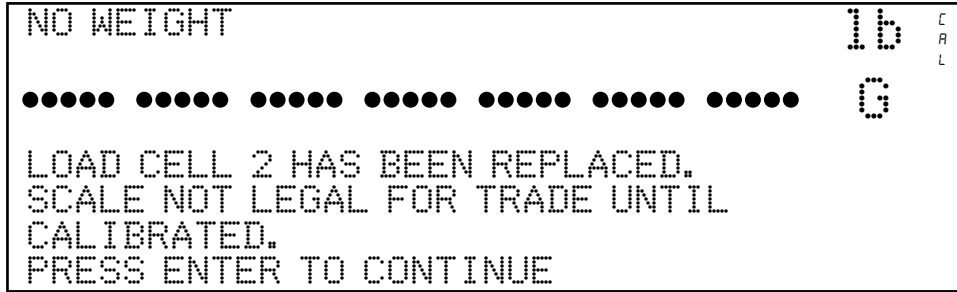 NO WEIGHT
lb
CAL
G
LOAD CELL 2 HAS BEEN REPLACED.
SCALE NOT LEGAL FOR TRADE UNTIL
CALIBRATED.
PRESS ENTER TO CONTINUE